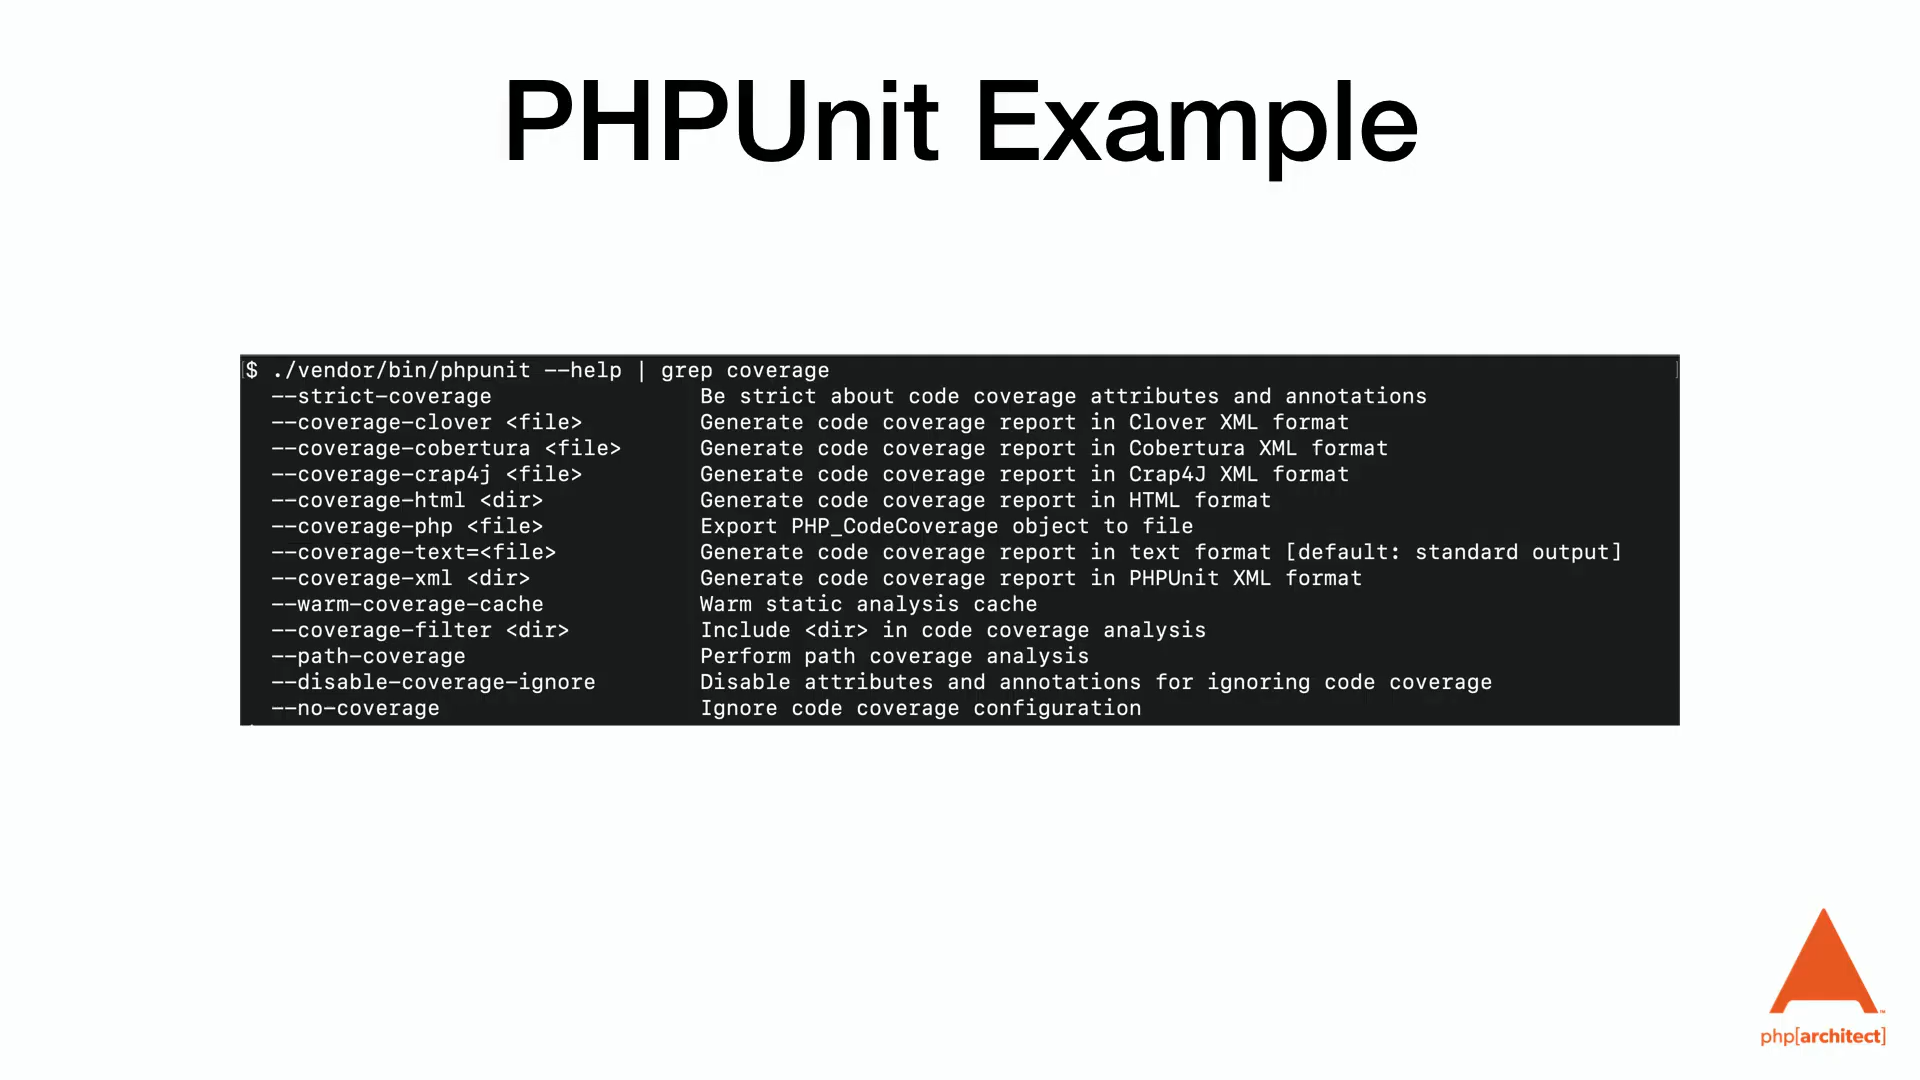 PHPUnit Example
$ ./vendor/bin/phpunit --help | grep coverage
--strict-coverage Be strict about code coverage attributes and annotations
--coverage-clover <file> Generate code coverage report in Clover XML format
--coverage-cobertura <file> Generate code coverage report in Cobertura XML format
--coverage-crap4j <file> Generate code coverage report in Crap4J XML format
--coverage-html <dir> Generate code coverage report in HTML format
--coverage-php <file> Export PHP_CodeCoverage object to file
--coverage-text=<file> Generate code coverage report in text format [default: standard output]
--coverage-xml <dir> Generate code coverage report in PHPUnit XML format
--warm-coverage-cache Warm static analysis cache
--coverage-filter <dir> Include <dir> in code coverage analysis
--path-coverage Perform path coverage analysis
--disable-coverage-ignore Disable attributes and annotations for ignoring code coverage
--no-coverage Ignore code coverage configuration
php[architect]